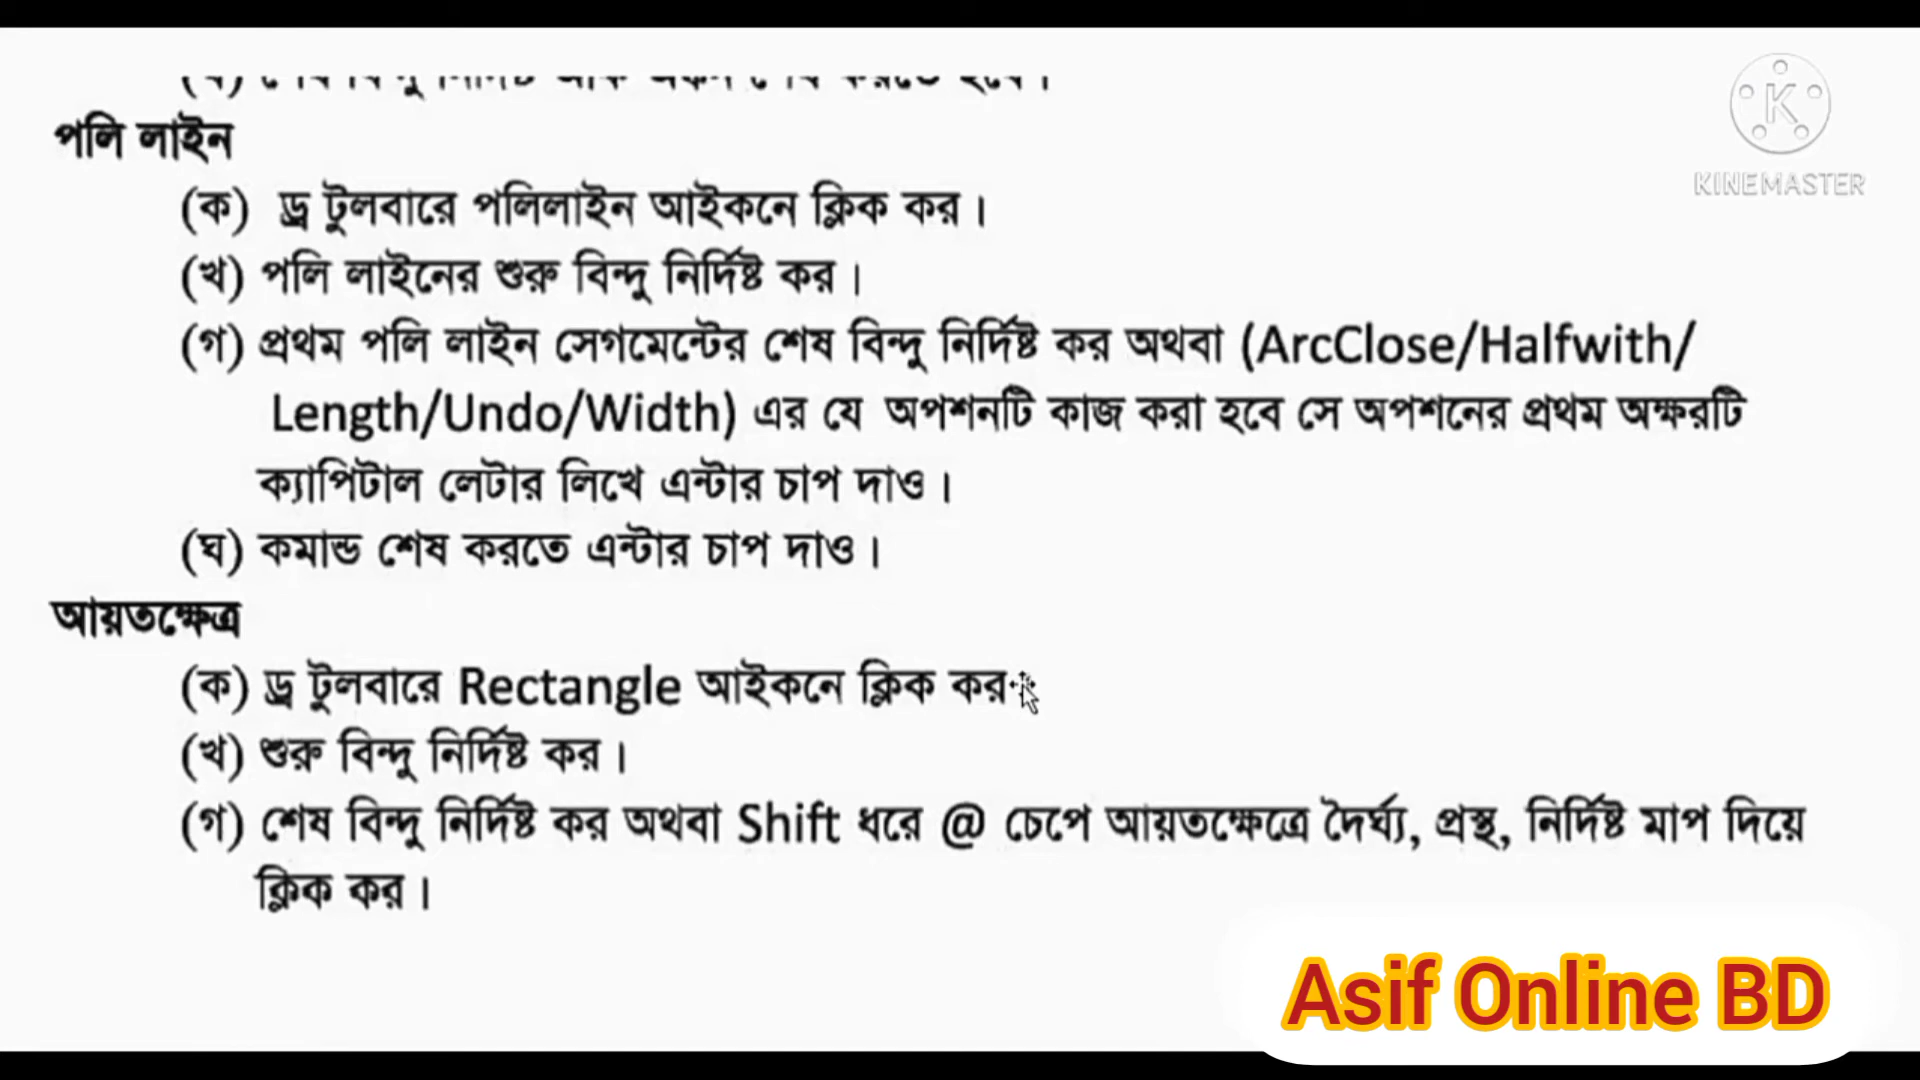 পলি লাইন
(ক) ড্র টুলবারে পলিলাইন আইকনে ক্লিক কর।
(খ) পলি লাইনের শুরু বিন্দু নির্দিষ্ট কর।
(গ) প্রথম পলি লাইন সেগমেন্টের শেষ বিন্দু নির্দিষ্ট কর অথবা (ArcClose/Halfwith/
Length/Undo/Width) এর যে অপশনটি কাজ করা হবে সে অপশনের প্রথম অক্ষরটি
ক্যাপিটাল লেটার লিখে এন্টার চাপ দাও।
(ঘ) কমান্ড শেষ করতে এন্টার চাপ দাও।
আয়তক্ষেত্র
(ক) ড্র টুলবারে Rectangle আইকনে ক্লিক কর
(খ) শুরু বিন্দু নির্দিষ্ট কর।
(গ) শেষ বিন্দু নির্দিষ্ট কর অথবা Shift ধরে @ চেপে আয়তক্ষেত্রে দৈর্ঘ্য, প্রস্থ, নির্দিষ্ট মাপ দিয়ে
ক্লিক কর।
K
KINEMASTER
Asif Online BD